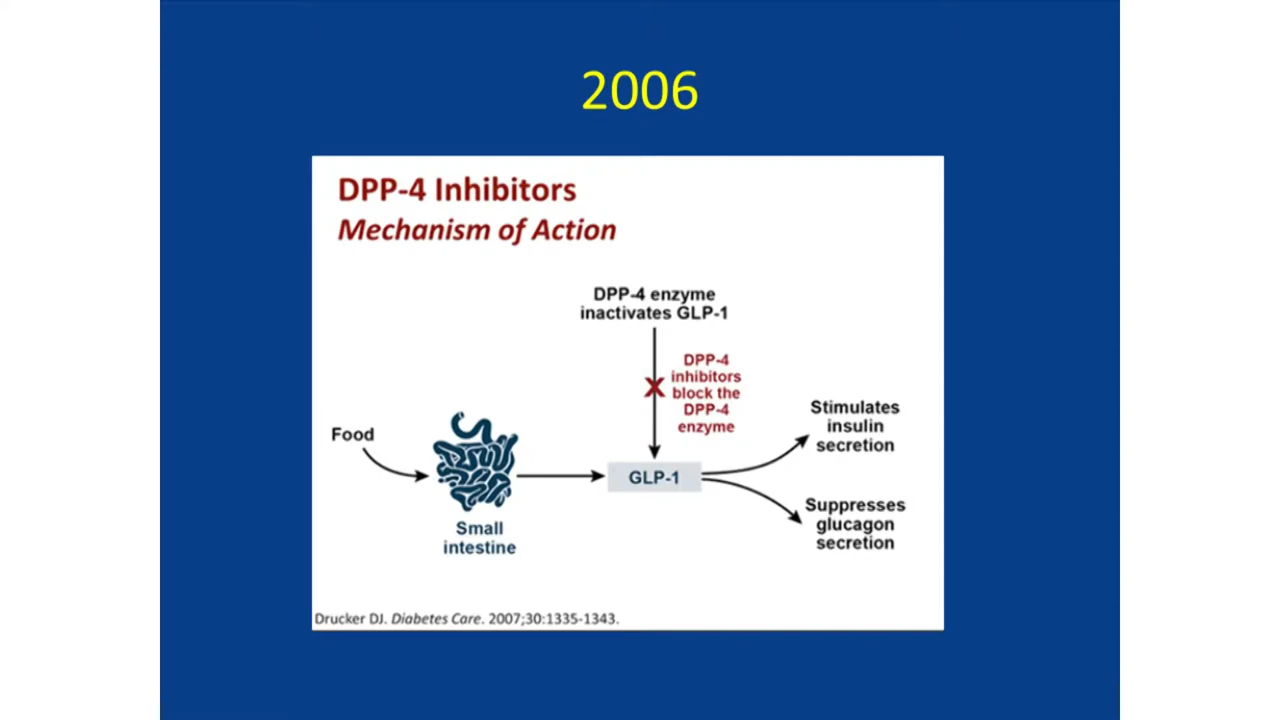 2006
DPP-4 Inhibitors
Mechanism of Action
DPP-4 enzyme
inactivates GLP-1
DPP-4
inhibitors
block the
DPP-4
enzyme
Food
Small
intestine
GLP-1
Stimulates
insulin
secretion
Suppresses
glucagon
secretion
Drucker DJ. Diabetes Care. 2007;30:1335-1343.